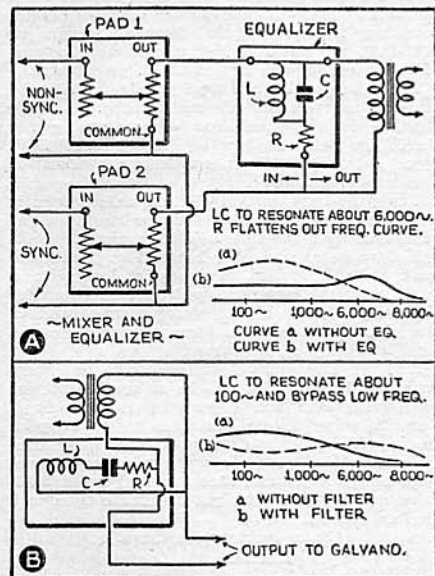 PAD 1
IN OUT
NON-SYNC.
COMMON
EQUALIZER
L
C
R
IN OUT
PAD 2
IN OUT
SYNC.
COMMON
LC TO RESONATE ABOUT 6,000~.
R FLATTENS OUT FREQ. CURVE.
(a)
(b)
100~ 1,000~ 6,000~ 8,000~
CURVE a WITHOUT EQ.
CURVE b WITH EQ
A
~MIXER AND
EQUALIZER~
LC TO RESONATE ABOUT
100~ AND BYPASS LOW FREQ.
L
C
R
(a)
(b)
100~ 1,000~ 6,000~ 8,000~
a WITHOUT FILTER
b WITH FILTER
B
OUTPUT TO GALVANO.